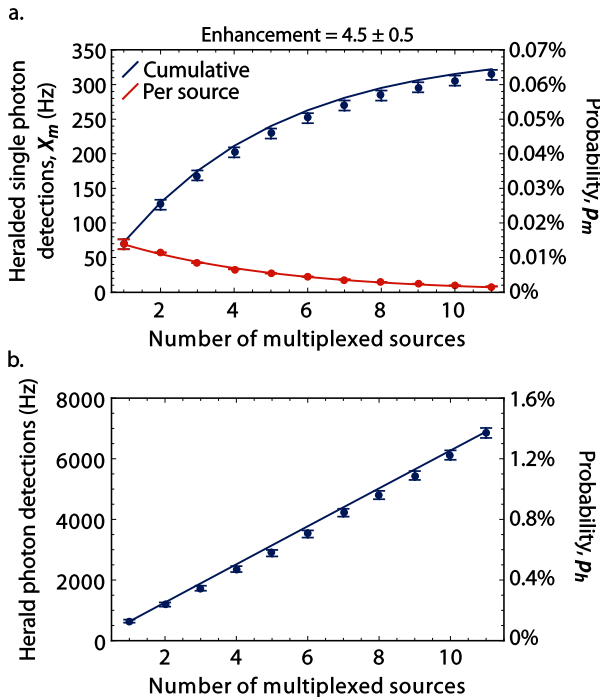 a.
Enhancement = 4.5 ± 0.5
Heralded single photon
detections, Xm (Hz)
350
300
250
200
150
100
50
0
Cumulative
Per source
0.07%
0.06%
0.05%
0.04%
0.03%
0.02%
0.01%
0%
Probability, pm
2 4 6 8 10
Number of multiplexed sources
b.
Herald photon detections (Hz)
8000
6000
4000
2000
0
1.6%
1.2%
0.8%
0.4%
0%
Probability, ph
2 4 6 8 10
Number of multiplexed sources